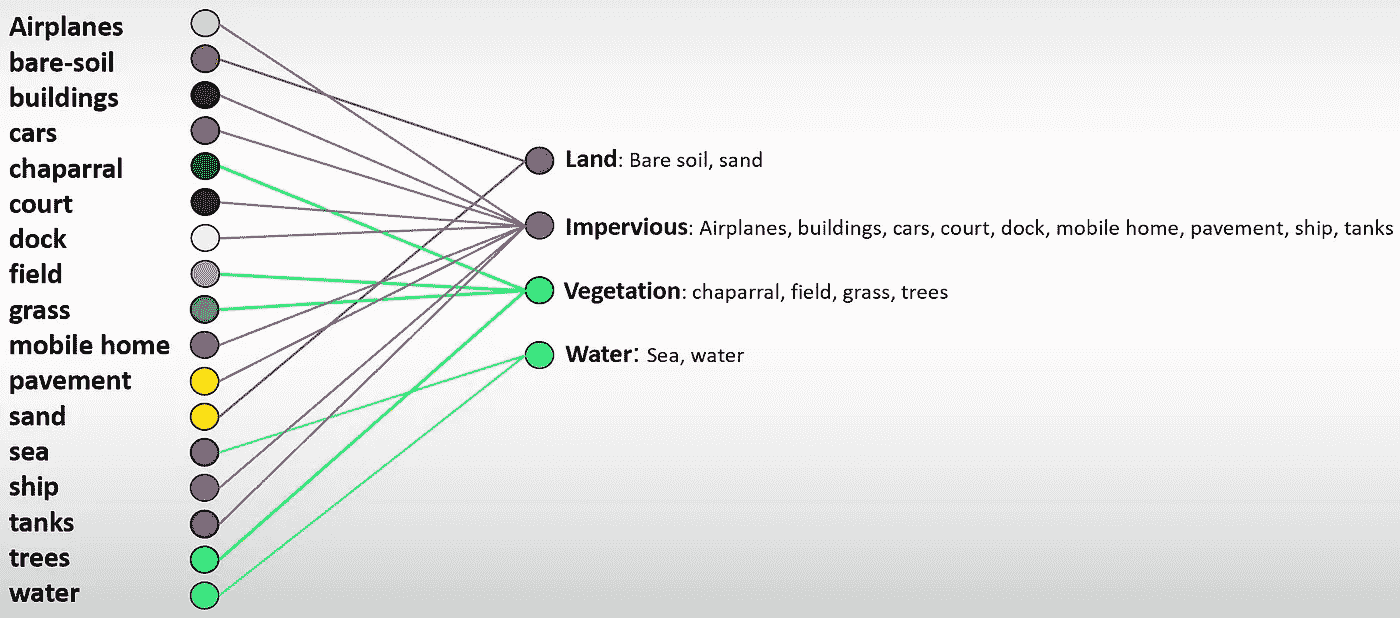 Airplanes
bare-soil
buildings
cars
chaparral
court
dock
field
grass
mobile home
pavement
sand
sea
ship
tanks
trees
water
Land: Bare soil, sand
Impervious: Airplanes, buildings, cars, court, dock, mobile home, pavement, ship, tanks
Vegetation: chaparral, field, grass, trees
Water: Sea, water